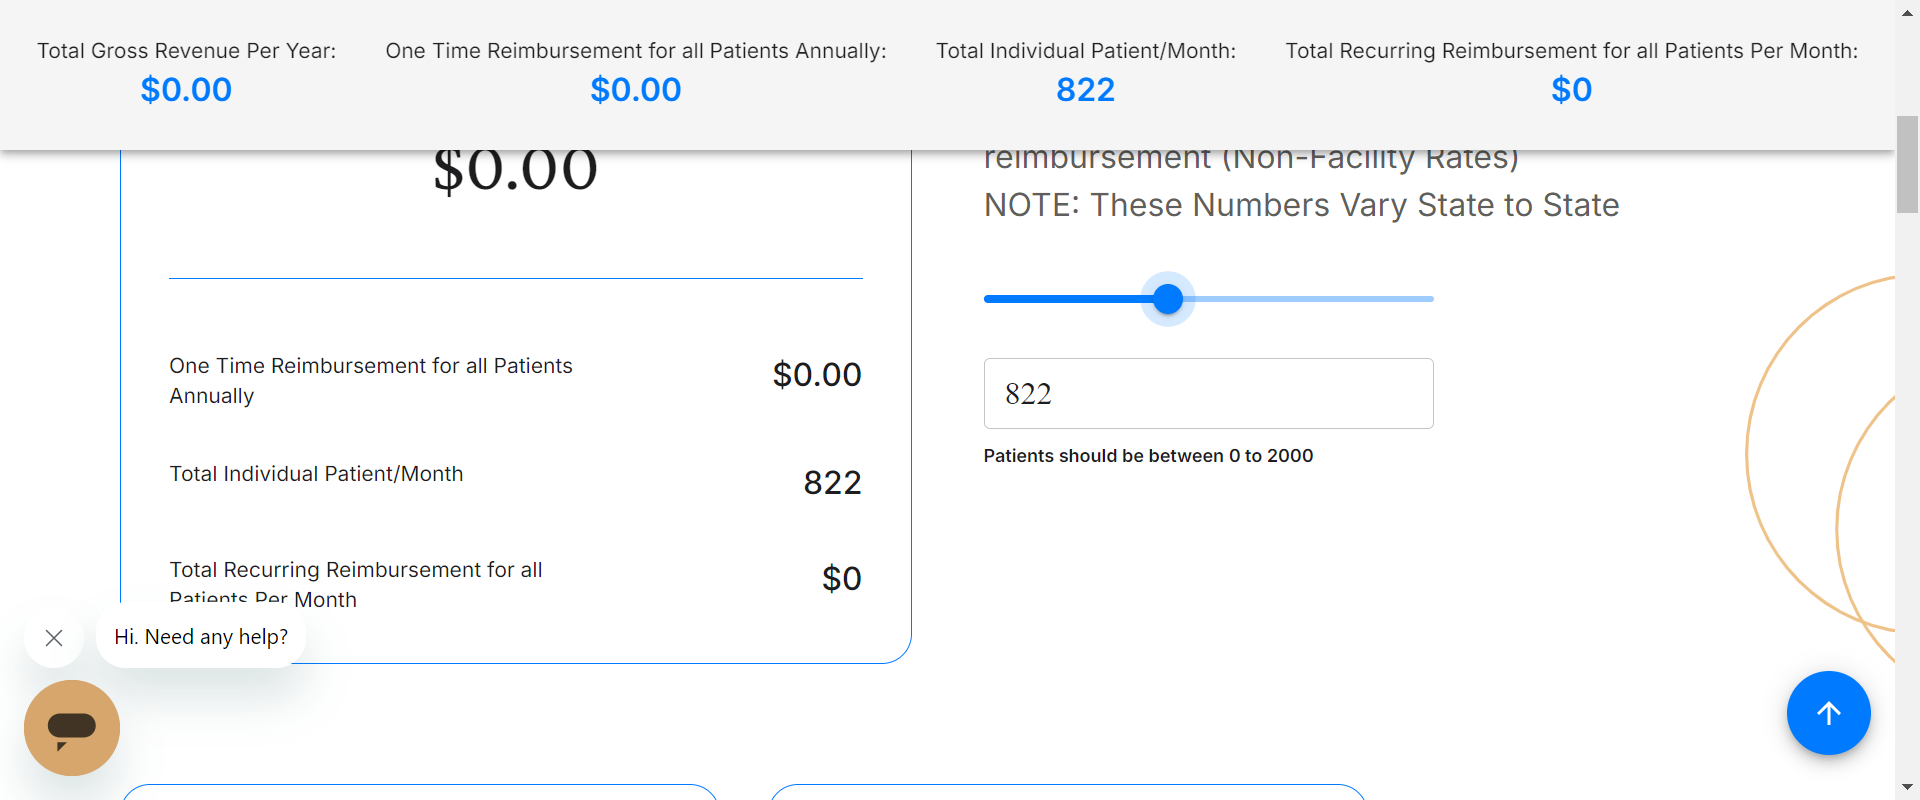 Total Gross Revenue Per Year:
$0.00
One Time Reimbursement for all Patients Annually:
$0.00
Total Individual Patient/Month:
822
Total Recurring Reimbursement for all Patients Per Month:
$0
$0.00
One Time Reimbursement for all Patients
Annually
$0.00
Total Individual Patient/Month
822
Total Recurring Reimbursement for all
Patients Per Month
$0
reimbursement (Non-Facility Rates)
NOTE: These Numbers Vary State to State
822
Patients should be between 0 to 2000
Hi. Need any help?